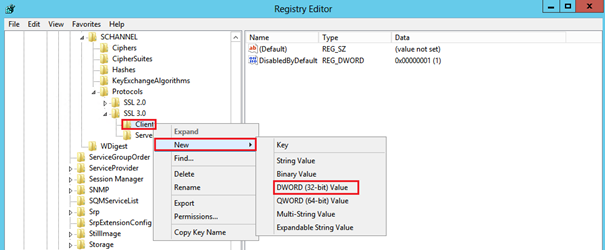 Registry Editor
File Edit View Favorites Help
SCHANNEL
Ciphers
CipherSuites
Hashes
KeyExchangeAlgorithms
Protocols
SSL 2.0
SSL 3.0
Client
Serve
WDigest
ServiceGroupOrder
ServiceProvider
Session Manager
SNMP
SQMServiceList
Srp
SrpExtensionConfig
StillImage
Storage
Name Type Data
(Default) REG_SZ (value not set)
DisabledByDefault REG_DWORD 0x00000001 (1)
Expand
New
Find...
Delete
Rename
Export
Permissions...
Copy Key Name
Key
String Value
Binary Value
DWORD (32-bit) Value
QWORD (64-bit) Value
Multi-String Value
Expandable String Value